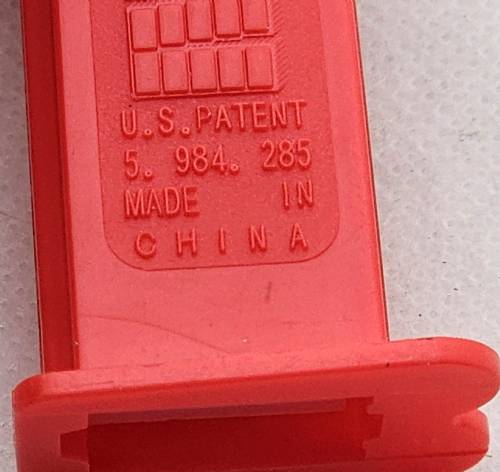 U.S.PATENT
5. 984. 285
MADE IN
CHINA